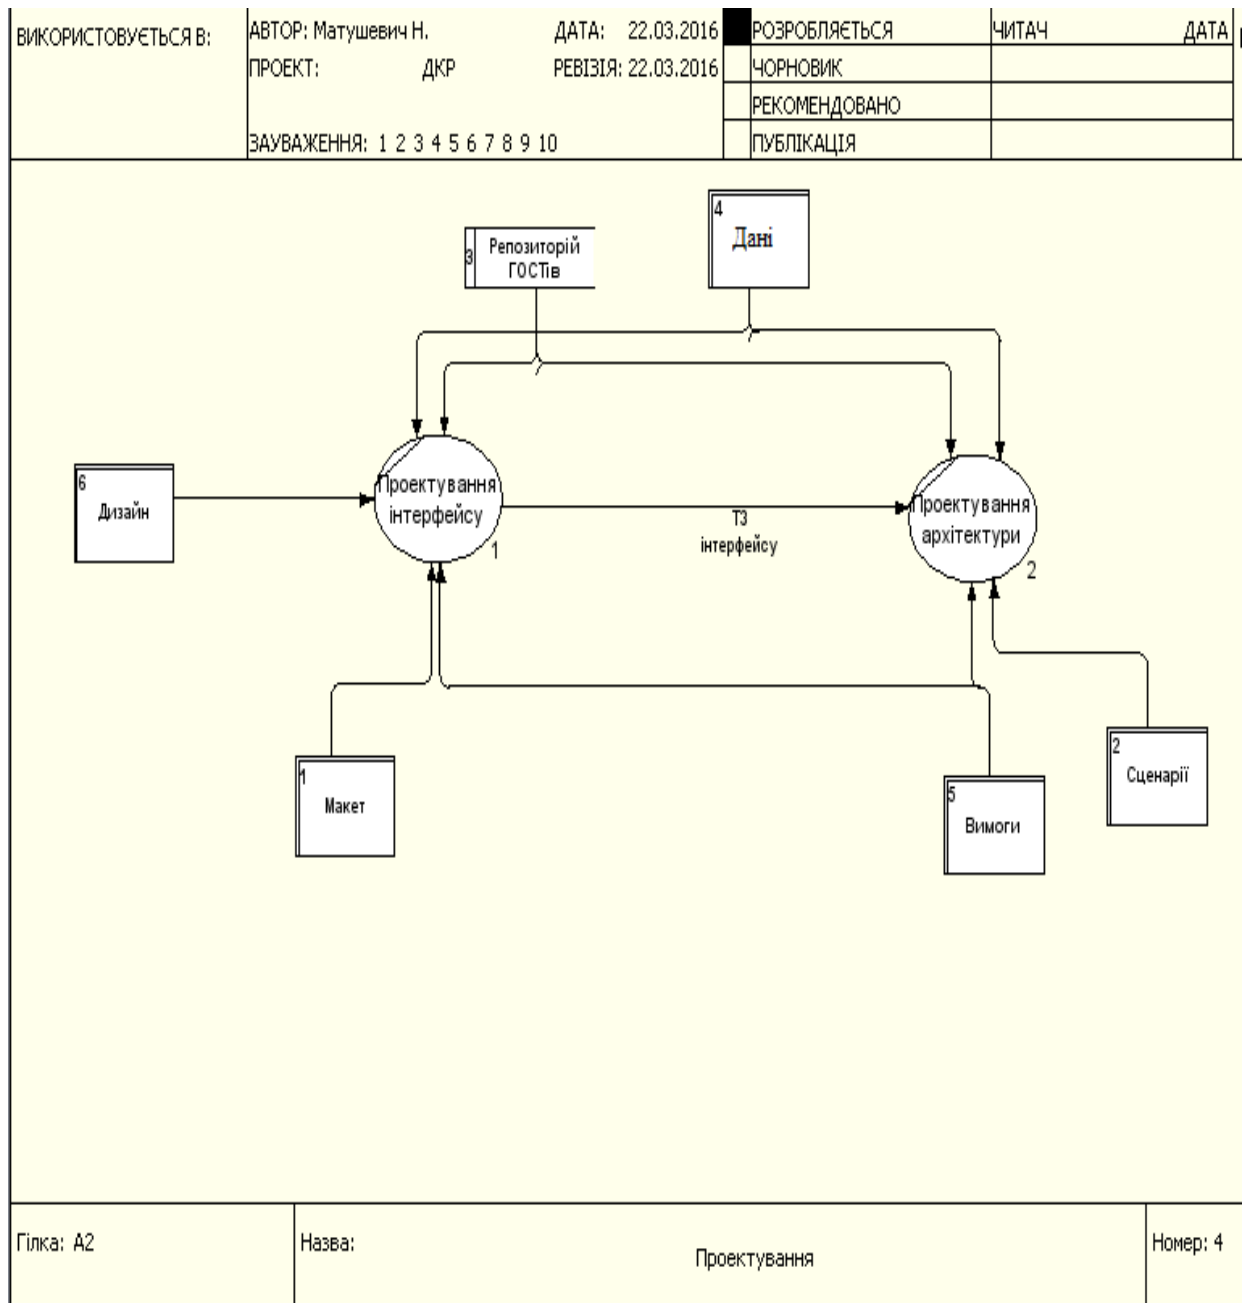 ВИКОРИСТОВУЄТЬСЯ В:
АВТОР: Матушевич Н.
ДАТА: 22.03.2016
РОЗРОБЛЯЄТЬСЯ
ЧИТАЧ
ДАТА
ПРОЕКТ: ДКР
РЕВІЗІЯ: 22.03.2016
ЧОРНОВИК
РЕКОМЕНДОВАНО
ЗАУВАЖЕННЯ: 1 2 3 4 5 6 7 8 9 10
ПУБЛІКАЦІЯ
4
Дані
3
Репозиторій
ГОСТів
6
Дизайн
Проектування
інтерфейсу
1
ТЗ
інтерфейсу
Проектування
архітектури
2
1
Макет
5
Вимоги
2
Сценарії
Гілка: A2
Назва:
Проектування
Номер: 4